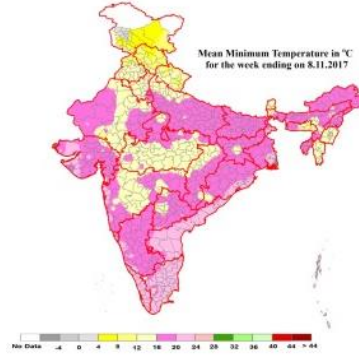 Mean Minimum Temperature in °C
for the week ending on 8.11.2017
No Data -4 0 4 8 12 16 20 24 28 32 36 40 44 > 44